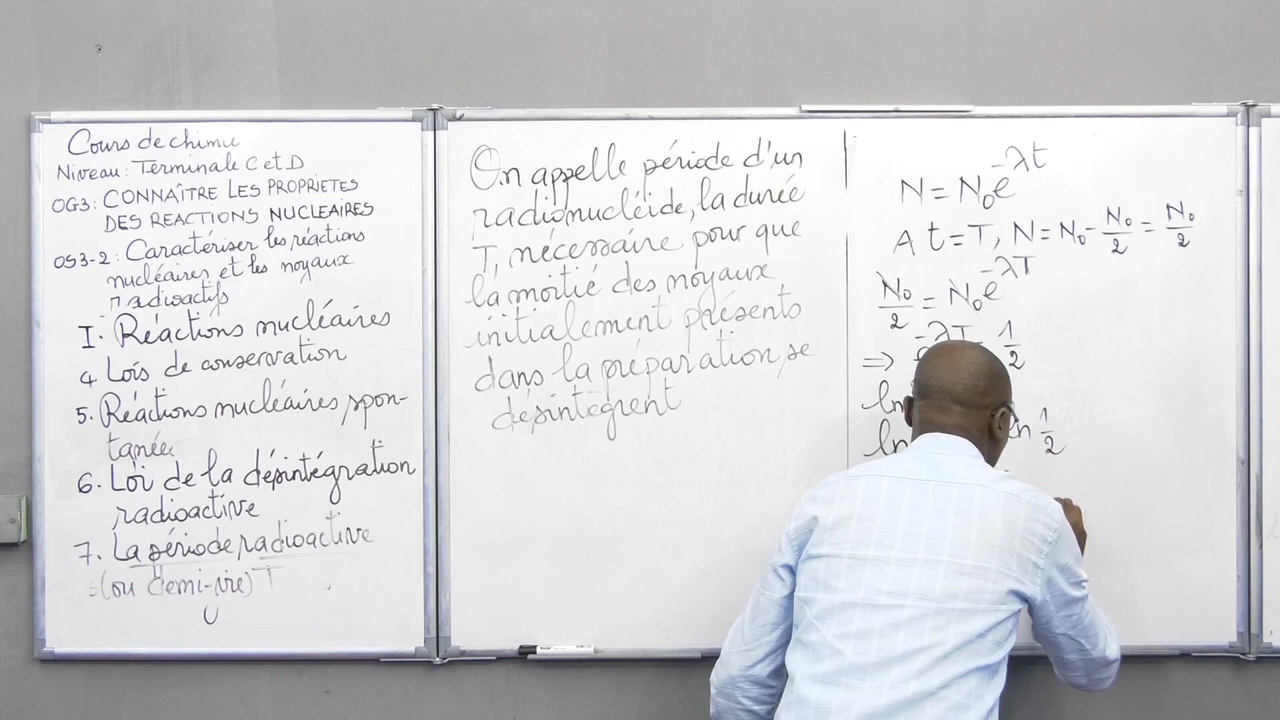 Cours de chimie
Niveau: Terminale C et D
OG3: CONNAÎTRE LES PROPRIETES
DES REACTIONS NUCLEAIRES
OS3-2: Caractériser les réactions
nucléaires et les noyaux
radioactifs
I. Réactions nucléaires
4. Lois de conservation
5. Réactions nucléaires spon-
tanées
6. Loi de la désintégration
radioactive
7. La période radioactive
(ou demi-vie) T
On appelle période d'un
radionucléide, la durée
T, nécessaire pour que
la moitié des noyaux
initialement présents
dans la préparation, se
désintègrent
N = N₀e^{-λt}
A t=T, N = N₀ - N₀/2 = N₀/2
N₀/2 = N₀e^{-λT}
⇒ -λT 1/2
ln
ln 1/2